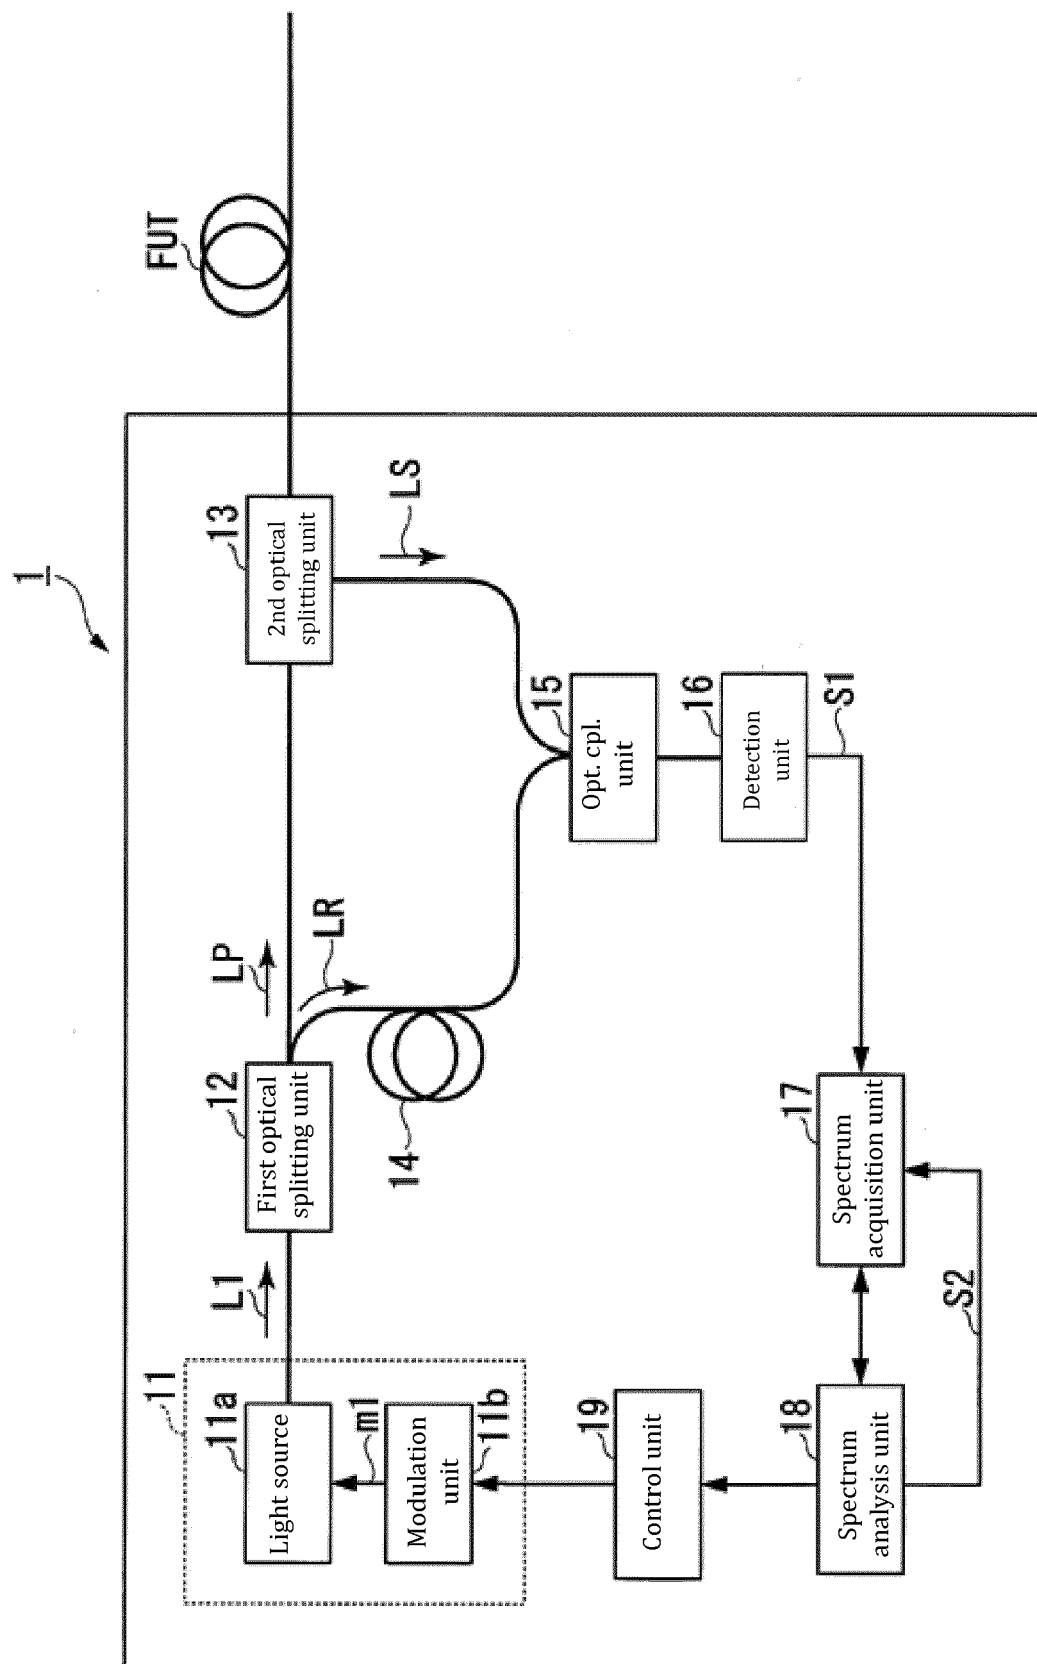 1
FUT
11
11a
Light source
L1
12
First optical
splitting unit
LP
LR
13
2nd optical
splitting unit
LS
m1
11b
Modulation
unit
14
15
Opt. cpl.
unit
19
Control unit
16
Detection
unit
S1
18
Spectrum
analysis unit
17
Spectrum
acquisition unit
S2